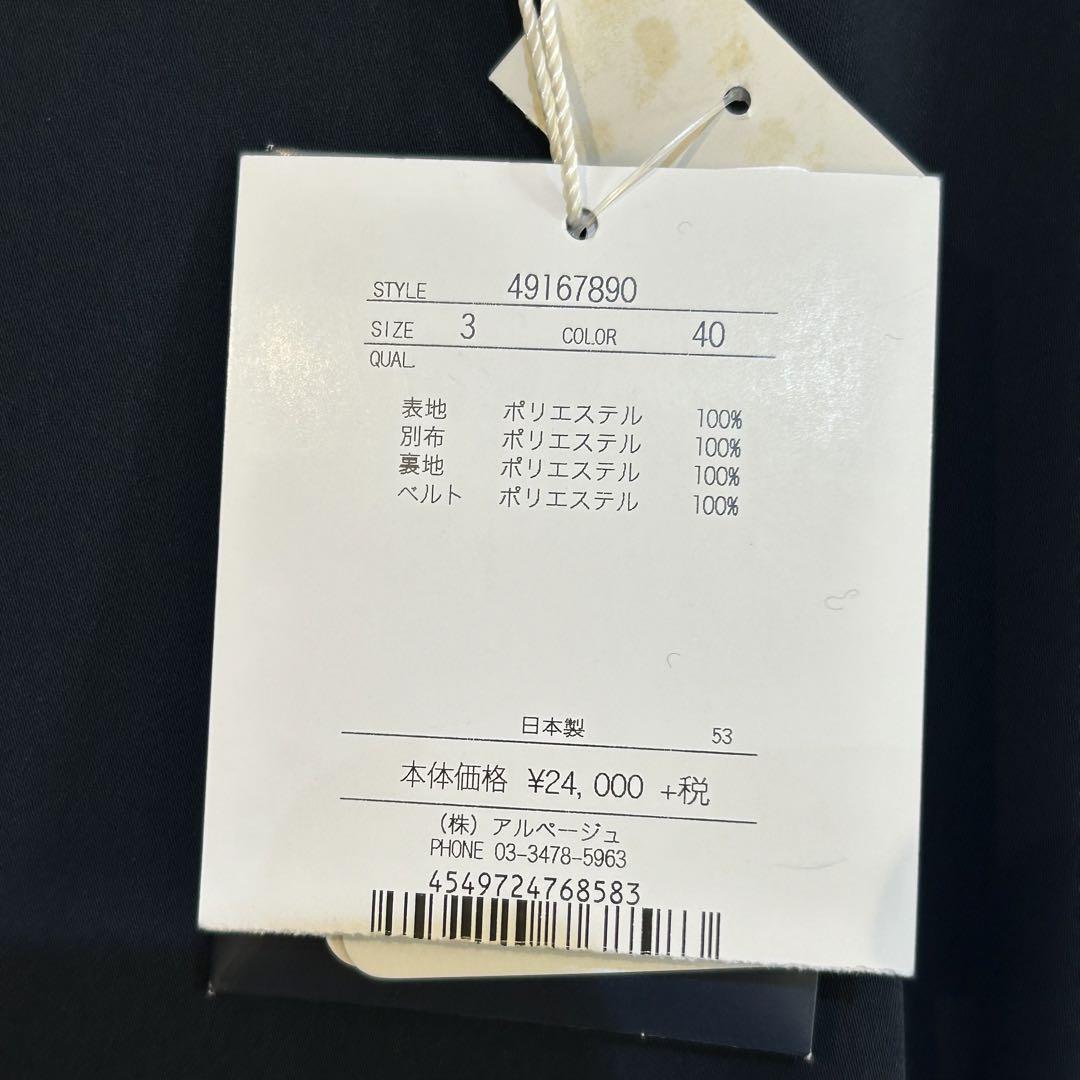 STYLE 49167890
SIZE 3 COLOR 40
QUAL.
表地 ポリエステル 100%
別布 ポリエステル 100%
裏地 ポリエステル 100%
ベルト ポリエステル 100%
日本製 53
本体価格 ¥24,000 +税
(株) アルページュ
PHONE 03-3478-5963
4549724768583